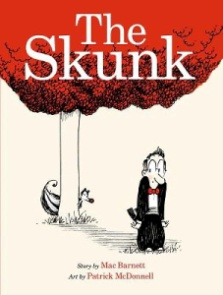 The
Skunk
Story by Mac Barnett
Art by Patrick McDonnell